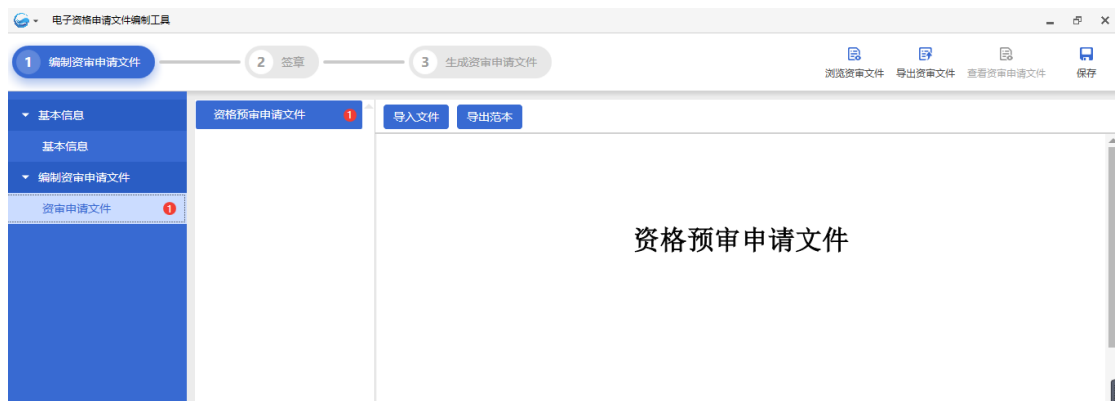 电子资格申请文件编制工具
1 编制资审申请文件
2 签章
3 生成资审申请文件
浏览资审文件
导出资审文件
查看资审申请文件
保存
基本信息
基本信息
编制资审申请文件
资审申请文件 1
资格预审申请文件 1
导入文件 导出范本
资格预审申请文件